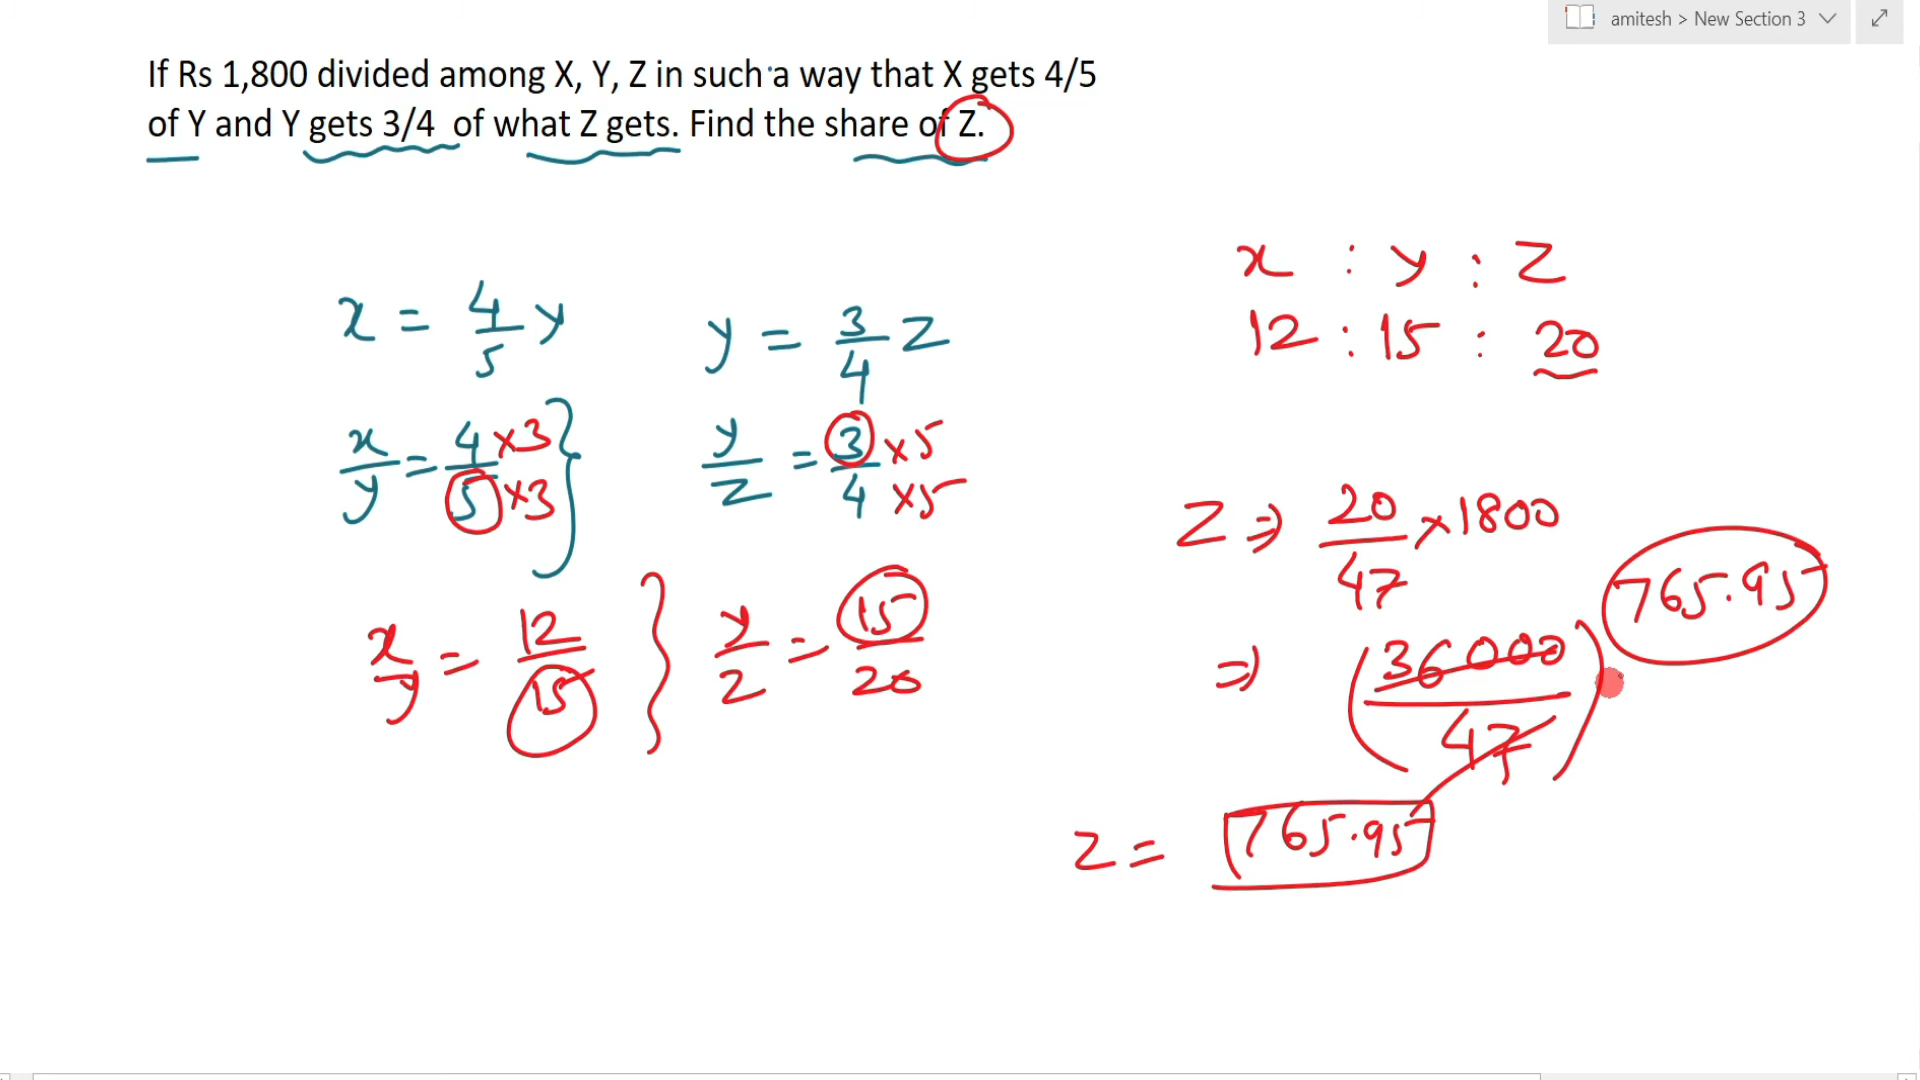 amitesh > New Section 3
If Rs 1,800 divided among X, Y, Z in such a way that X gets 4/5
of Y and Y gets 3/4 of what Z gets. Find the share of Z.
x : y : z
12 : 15 : 20
x = 4/5 y
y = 3/4 z
x/y = 4×3/5×3
y/z = 3×5/4×5
z ⇒ 20/47 × 1800
765.95
x/y = 12/15
y/z = 15/20
⇒ (36000/47)
z = 765.95